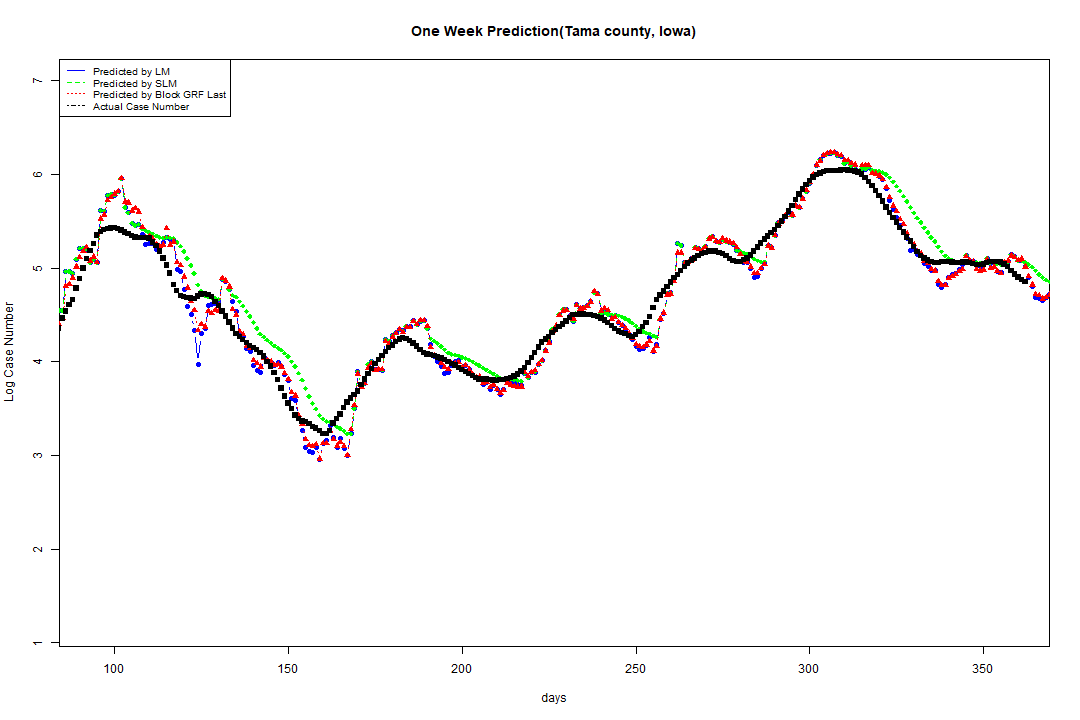 One Week Prediction(Tama county, Iowa)
Predicted by LM
Predicted by SLM
Predicted by Block GRF Last
Actual Case Number
Log Case Number
7
6
5
4
3
2
1
100 150 200 250 300 350
days